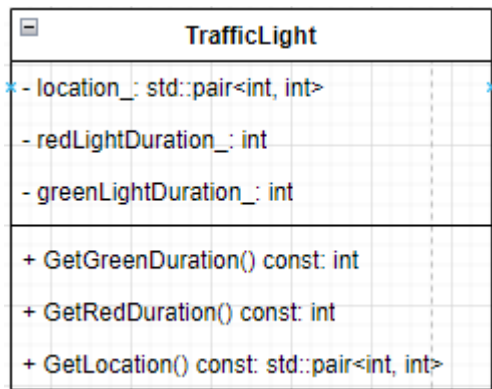 TrafficLight
- location_: std::pair<int, int>
- redLightDuration_: int
- greenLightDuration_: int
+ GetGreenDuration() const: int
+ GetRedDuration() const: int
+ GetLocation() const: std::pair<int, int>